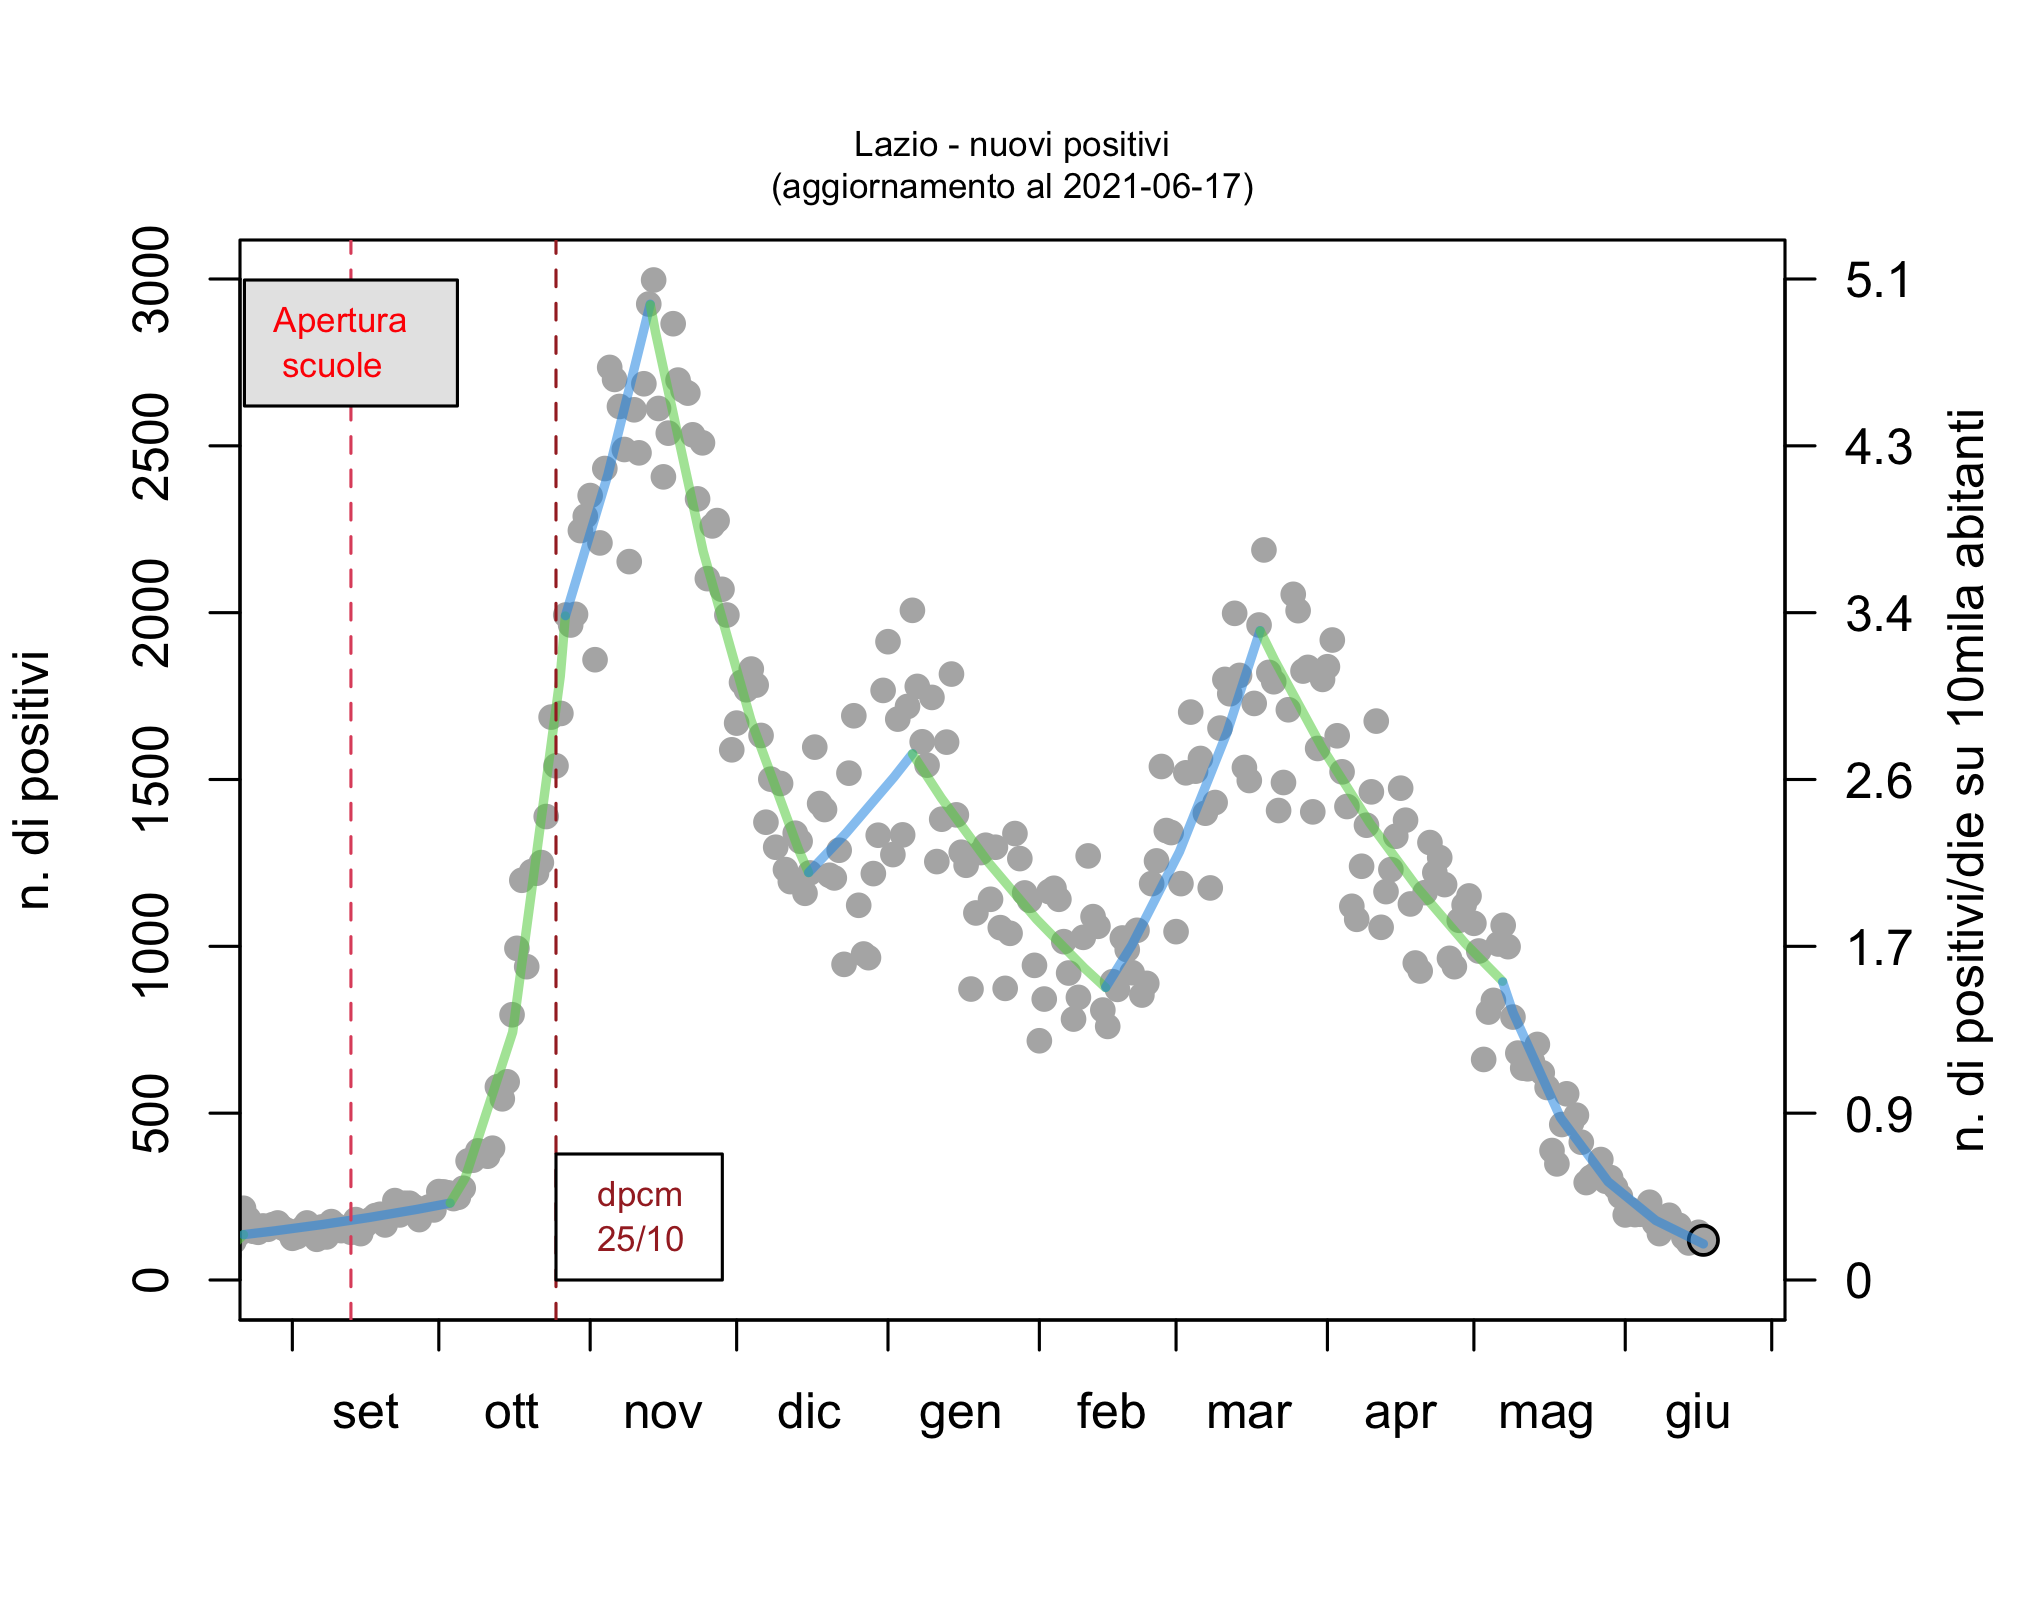 Lazio - nuovi positivi
(aggiornamento al 2021-06-17)
n. di positivi
3000
2500
2000
1500
1000
500
0
Apertura
scuole
dpcm
25/10
5.1
4.3
3.4
2.6
1.7
0.9
0
n. di positivi/die su 10mila abitanti
set ott nov dic gen feb mar apr mag giu